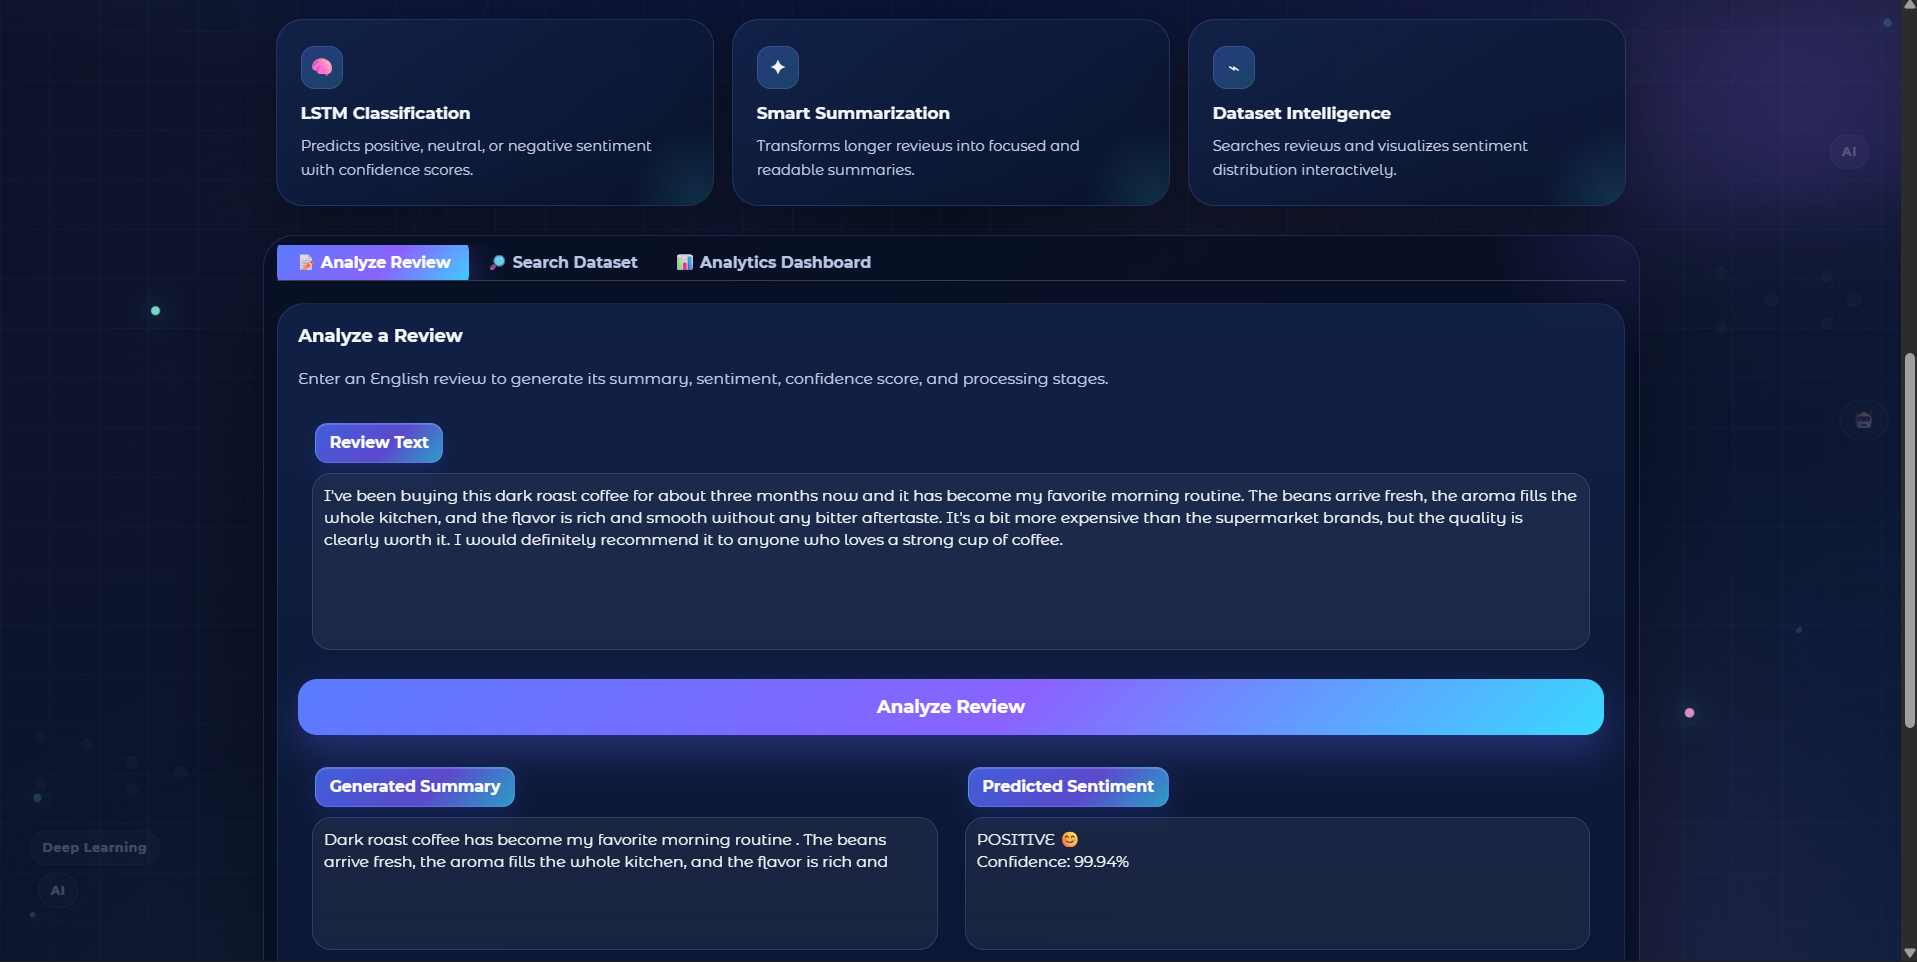 LSTM Classification
Predicts positive, neutral, or negative sentiment
with confidence scores.
Smart Summarization
Transforms longer reviews into focused and
readable summaries.
Dataset Intelligence
Searches reviews and visualizes sentiment
distribution interactively.
AI
Analyze Review
Search Dataset
Analytics Dashboard
Analyze a Review
Enter an English review to generate its summary, sentiment, confidence score, and processing stages.
Review Text
I've been buying this dark roast coffee for about three months now and it has become my favorite morning routine. The beans arrive fresh, the aroma fills the
whole kitchen, and the flavor is rich and smooth without any bitter aftertaste. It's a bit more expensive than the supermarket brands, but the quality is
clearly worth it. I would definitely recommend it to anyone who loves a strong cup of coffee.
Analyze Review
Generated Summary
Dark roast coffee has become my favorite morning routine . The beans
arrive fresh, the aroma fills the whole kitchen, and the flavor is rich and
Predicted Sentiment
POSITIVE 😊
Confidence: 99.94%
Deep Learning
AI